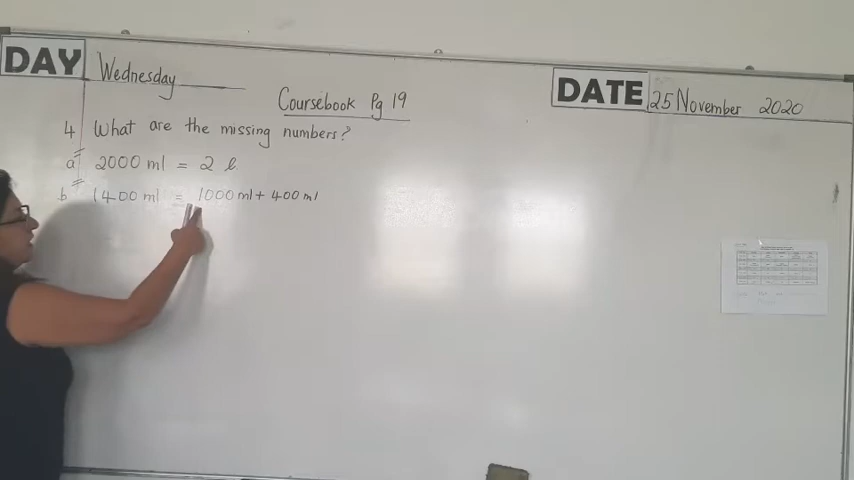 DAY Wednesday
DATE 25 November 2020
Coursebook Pg 19
4 What are the missing numbers?
a 2000 ml = 2 l
b 1400 ml = 1000 ml + 400 ml